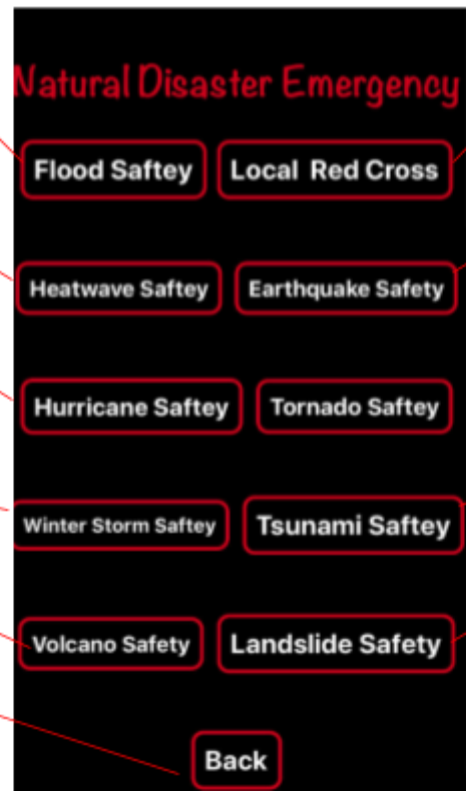 Natural Disaster Emergency
Flood Saftey
Local Red Cross
Heatwave Saftey
Earthquake Safety
Hurricane Saftey
Tornado Saftey
Winter Storm Saftey
Tsunami Saftey
Volcano Safety
Landslide Safety
Back